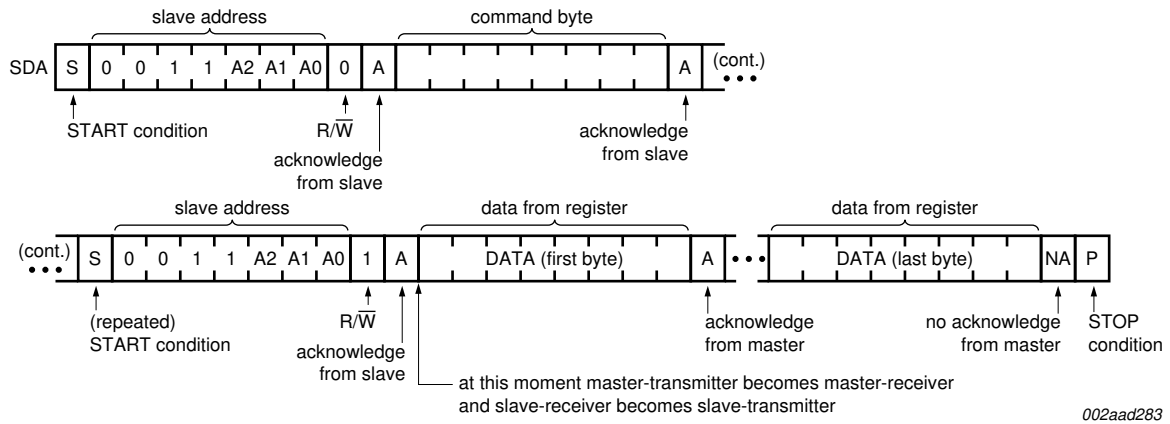 slave address command byte
SDA S 0 0 1 1 A2 A1 A0 0 A A (cont.)
START condition R/W̅ acknowledge from slave acknowledge from slave
slave address data from register data from register
(cont.) S 0 0 1 1 A2 A1 A0 1 A DATA (first byte) A DATA (last byte) NA P
(repeated) START condition R/W̅ acknowledge from slave acknowledge from master no acknowledge from master STOP condition
at this moment master-transmitter becomes master-receiver
and slave-receiver becomes slave-transmitter
002aad283